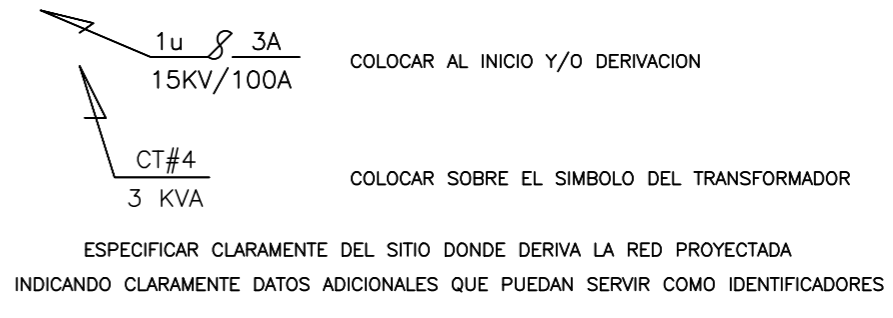 1u 3A
15KV/100A
COLOCAR AL INICIO Y/O DERIVACION
CT#4
3 KVA
COLOCAR SOBRE EL SIMBOLO DEL TRANSFORMADOR
ESPECIFICAR CLARAMENTE DEL SITIO DONDE DERIVA LA RED PROYECTADA
INDICANDO CLARAMENTE DATOS ADICIONALES QUE PUEDAN SERVIR COMO IDENTIFICADORES